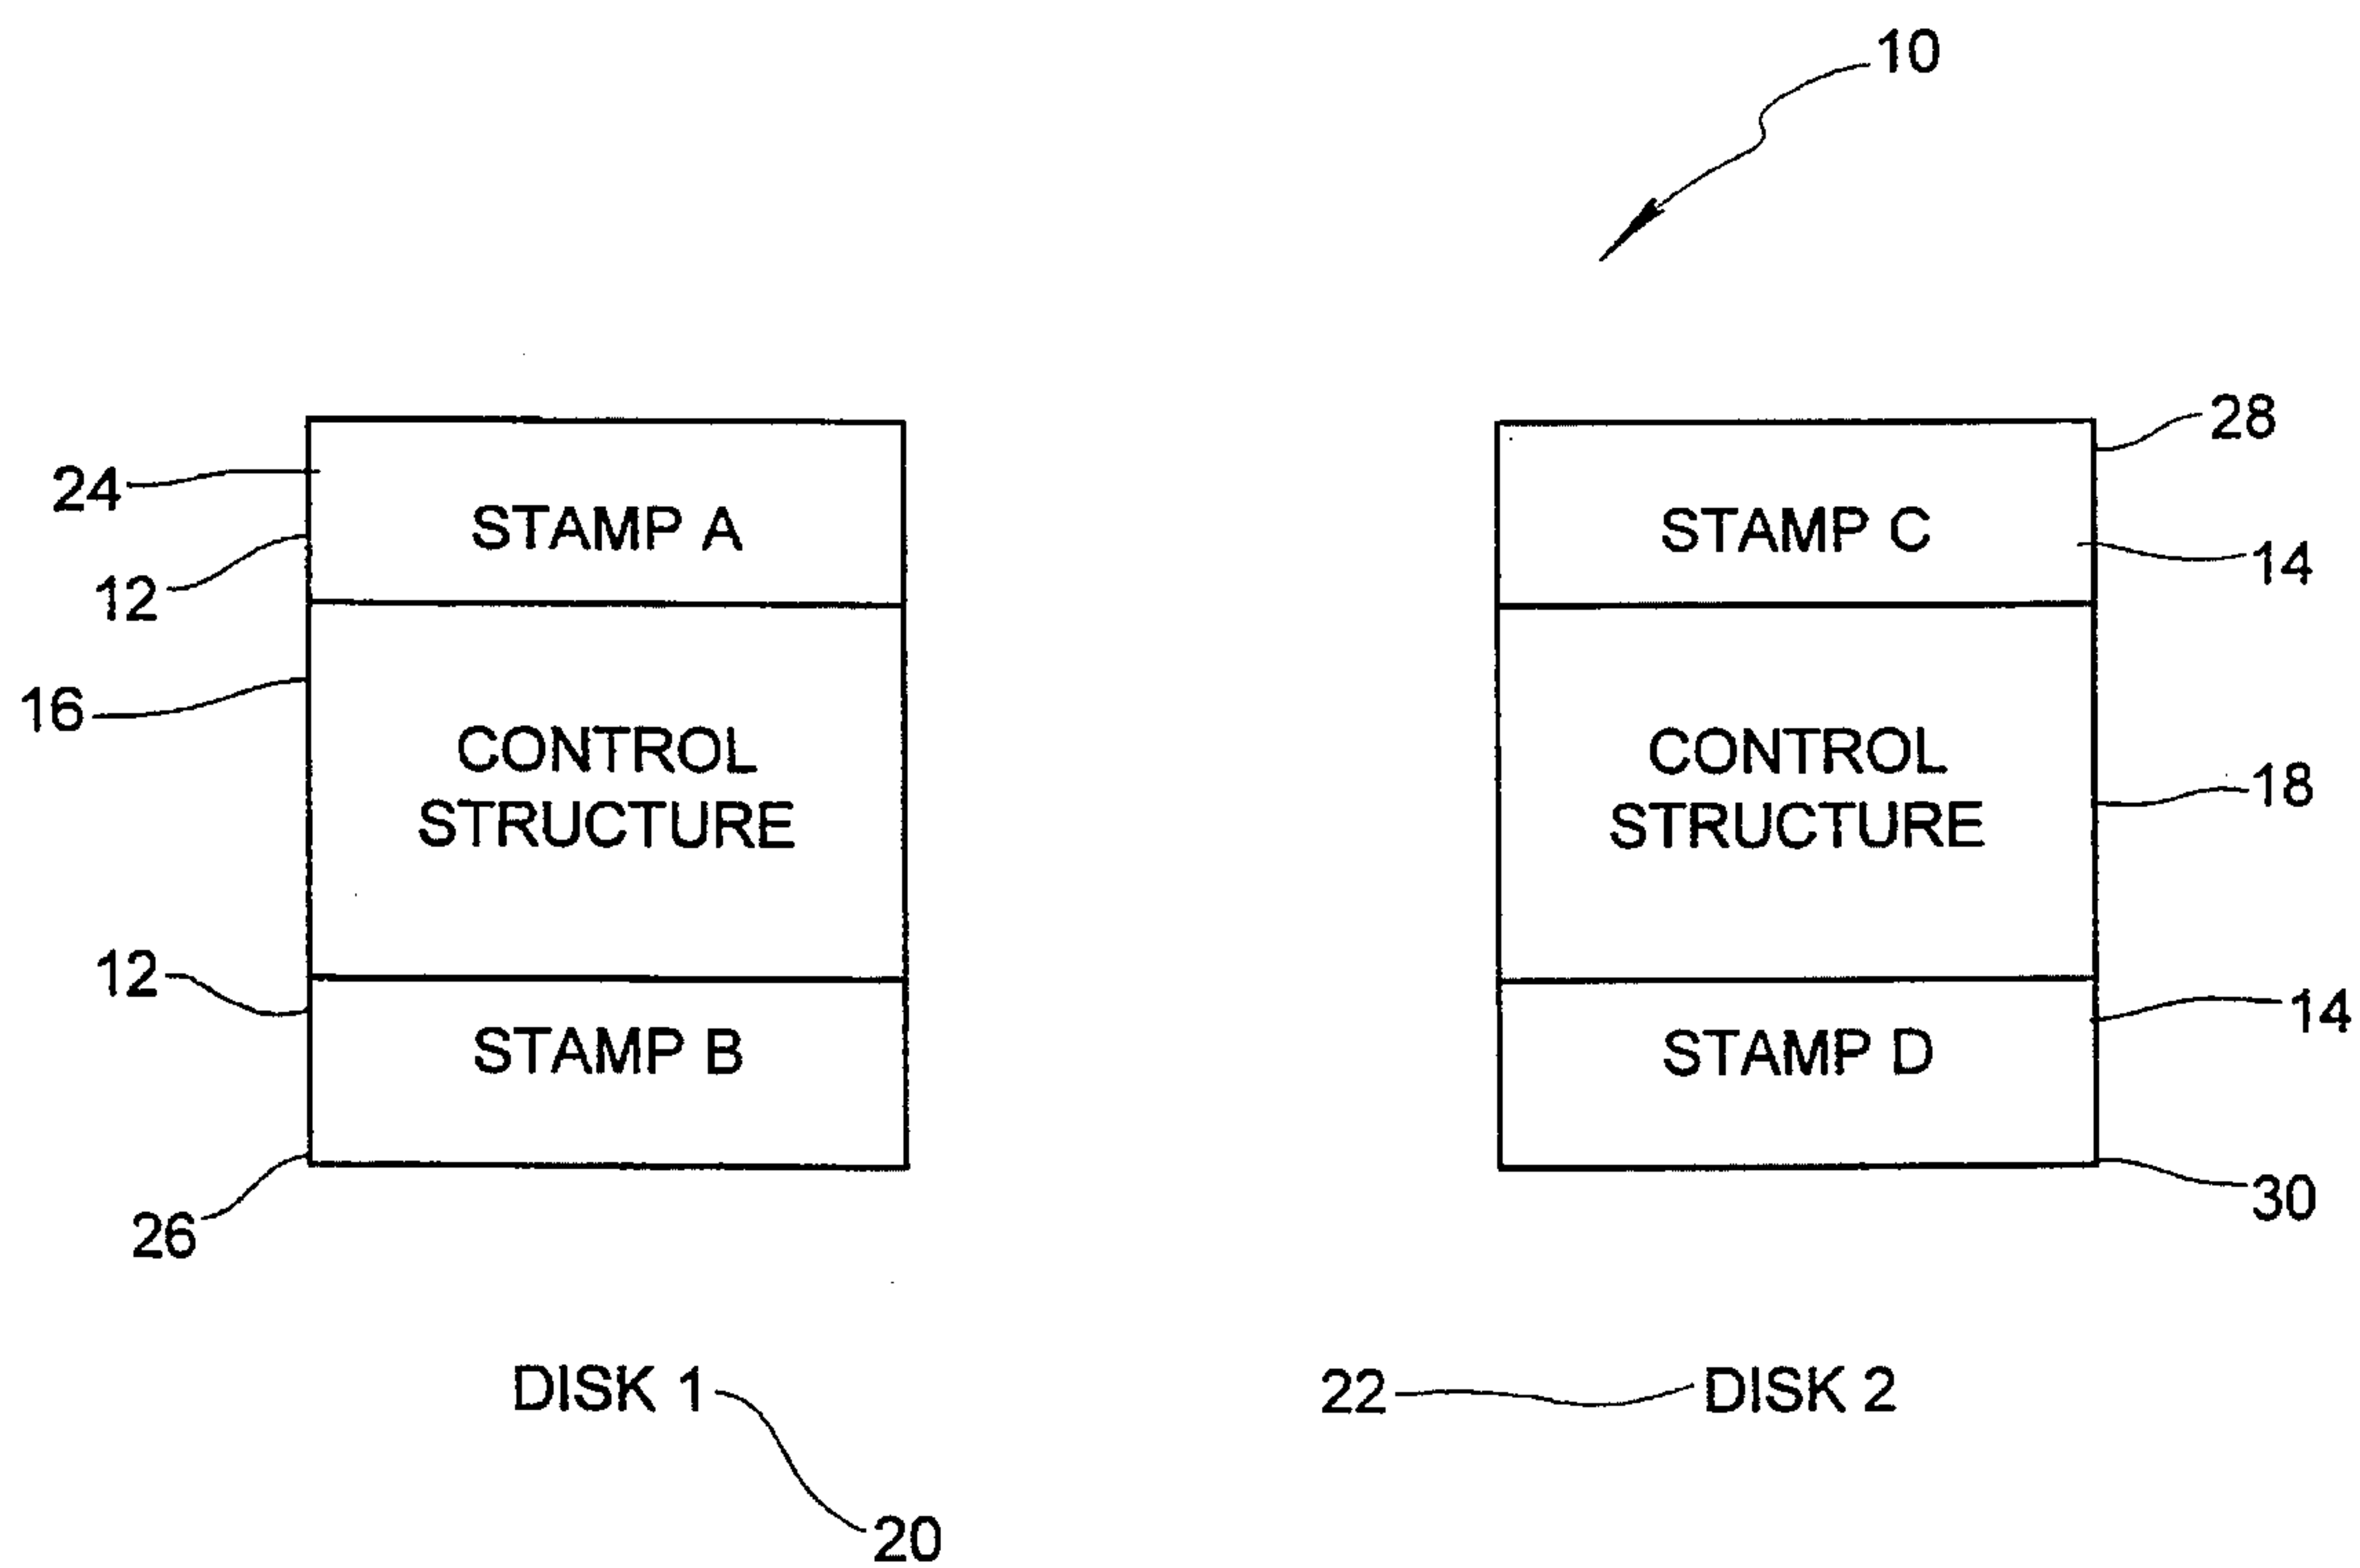 10
24
STAMP A
12
16
CONTROL
STRUCTURE
12
STAMP B
26
DISK 1
20
28
STAMP C
14
CONTROL
STRUCTURE
18
14
STAMP D
30
22
DISK 2